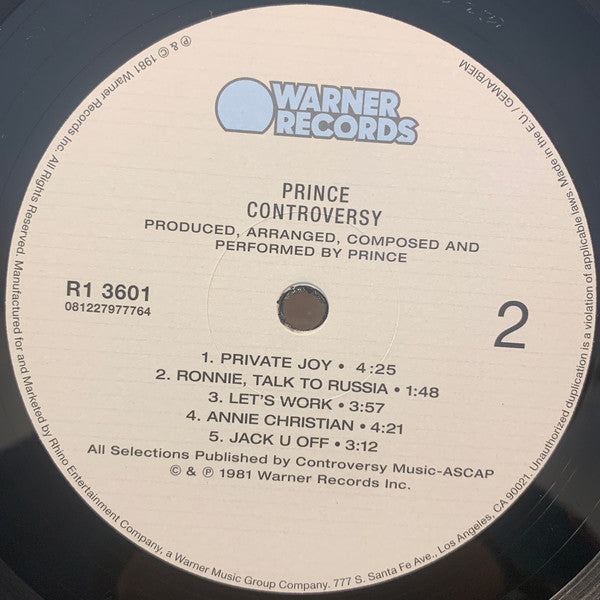 WARNER
RECORDS
PRINCE
CONTROVERSY
PRODUCED, ARRANGED, COMPOSED AND
PERFORMED BY PRINCE
R1 3601
081227977764
2
1. PRIVATE JOY • 4:25
2. RONNIE, TALK TO RUSSIA • 1:48
3. LET'S WORK • 3:57
4. ANNIE CHRISTIAN • 4:21
5. JACK U OFF • 3:12
All Selections Published by Controversy Music-ASCAP
© & ℗ 1981 Warner Records Inc.
℗ & © 1981 Warner Records Inc. All Rights Reserved. Manufactured for and Marketed by Rhino Entertainment Company, a Warner Music Group Company. 777 S. Santa Fe Ave., Los Angeles, CA 90021. Unauthorized duplication is a violation of applicable laws. Made in the E.U. / GEMA/BIEM